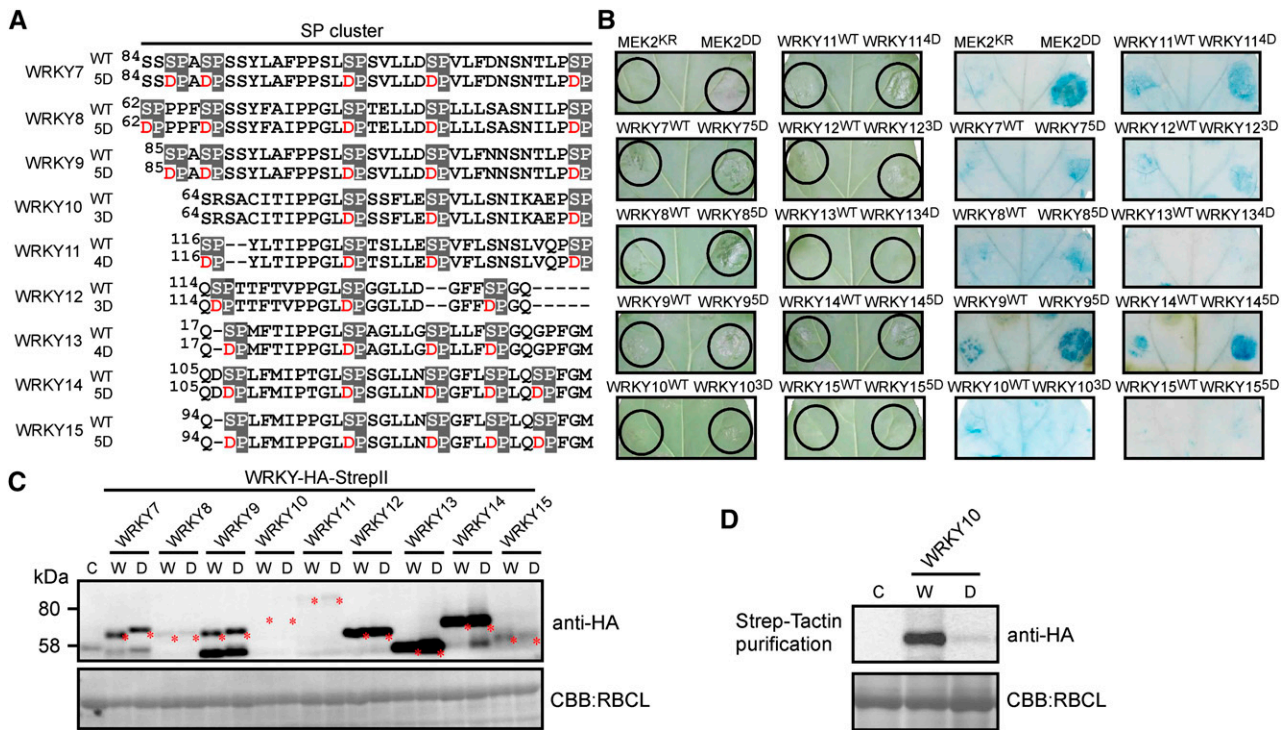 A
SP cluster
WRKY7 WT 84 SSSPASPSSYLAFPPSLSPSVLLDSPVLFDNSNTLPSP
5D 84 SSDPADPSSYLAFPPSLDPSVLLDDPVLFDNSNTLPDP
WRKY8 WT 62 SPPPFSPSSYFAIPPGLSPTELLDSPVLLSASNILPSP
5D 62 DPPPFDPSSYFAIPPGLDPTELLDDPVLLSASNILPDP
WRKY9 WT 85 SPASPSSYLAFPPSLSPSVLLDSPVLFNNSNTLPSP
5D 85 DPADPSSYLAFPPSLDPSVLLDDPVLFNNSNTLPDP
WRKY10 WT 64 SRSACITIPPGLSPSSFLESPVLLSNIKAEPSP
3D 64 SRSACITIPPGLDPSSFLEDPVLLSNIKAEPDP
WRKY11 WT 116 SP--YLTIPPGLSPTSLLESPVFLSNSLVQPSP
4D 116 DP--YLTIPPGLDPTSLLEDPVFLSNSLVQPDP
WRKY12 WT 114 QSPTTFTVPPGLSPGGLLD--GFFSPGQ-----
3D 114 QDPTTFTVPPGLDPGGLLD--GFFDPGQ-----
WRKY13 WT 17 Q-SPMFTIPPGLSPAGLLGSPLLFSPGQGPFGM
4D 17 Q-DPMFTIPPGLDPAGLLGDPLLFDPGQGPFGM
WRKY14 WT 105 QDSPLFMIPTGLSPSGLLNSPGFLSPLQSPFGM
5D 105 QDDPLFMIPTGLDPSGLLNDPGFLDPLQDPFGM
WRKY15 WT 94 Q-SPLFMIPPGLSPSGLLNSPGFLSPLQSPFGM
5D 94 Q-DPLFMIPPGLDPSGLLNDPGFLDPLQDPFGM
B
MEK2KR MEK2DD WRKY11WT WRKY114D MEK2KR MEK2DD WRKY11WT WRKY114D
WRKY7WT WRKY75D WRKY12WT WRKY123D WRKY7WT WRKY75D WRKY12WT WRKY123D
WRKY8WT WRKY85D WRKY13WT WRKY134D WRKY8WT WRKY85D WRKY13WT WRKY134D
WRKY9WT WRKY95D WRKY14WT WRKY145D WRKY9WT WRKY95D WRKY14WT WRKY145D
WRKY10WT WRKY103D WRKY15WT WRKY155D WRKY10WT WRKY103D WRKY15WT WRKY155D
C
WRKY-HA-StrepII
WRKY7 WRKY8 WRKY9 WRKY10 WRKY11 WRKY12 WRKY13 WRKY14 WRKY15
kDa C W D W D W D W D W D W D W D W D W D
80
58
anti-HA
CBB:RBCL
D
WRKY10
C W D
Strep-Tactin
purification
anti-HA
CBB:RBCL